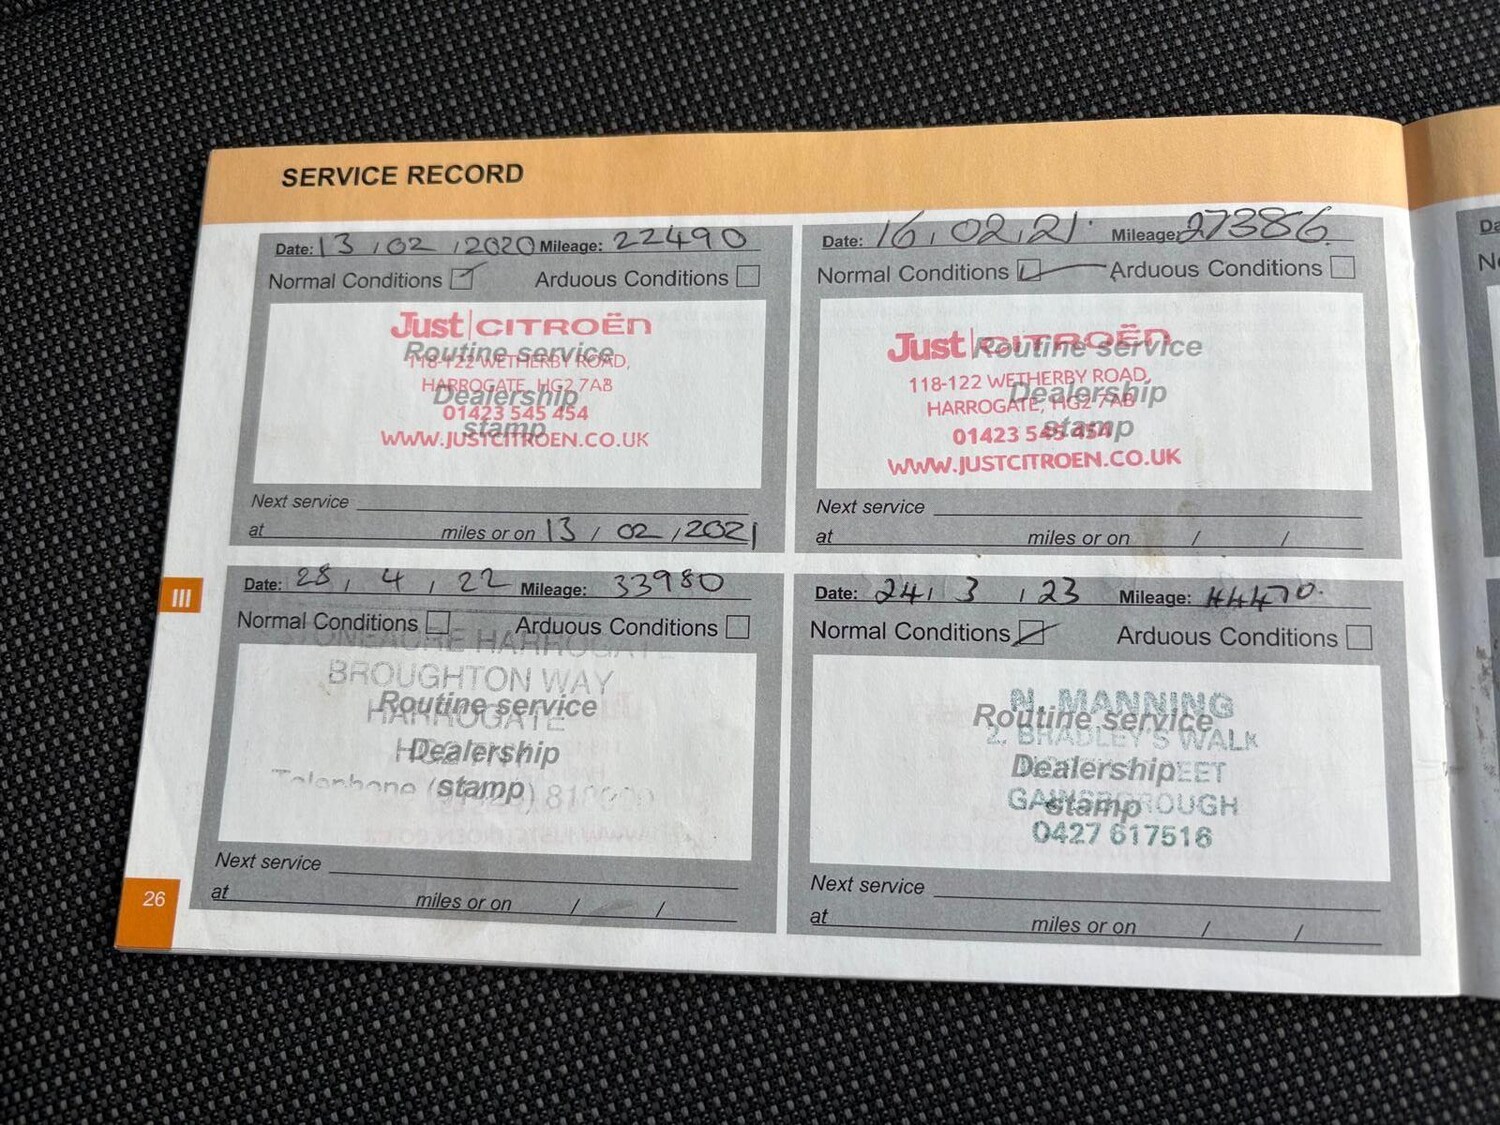 SERVICE RECORD
Date: 13 / 02 / 2020 Mileage: 22490
Normal Conditions Arduous Conditions
Just CITROËN
Routine service
118-122 WETHERBY ROAD,
HARROGATE, HG2 7AB
Dealership
01423 545 454
stamp
WWW.JUSTCITROEN.CO.UK
Next service
at miles or on 13 / 02 / 2021
Date: 16 / 02 / 21 Mileage: 27386
Normal Conditions Arduous Conditions
Just CITROËN
Routine service
118-122 WETHERBY ROAD,
Dealership
HARROGATE, HG2 7AB
stamp
01423 545 454
WWW.JUSTCITROEN.CO.UK
Next service
at miles or on / /
III
Date: 28 / 4 / 22 Mileage: 33980
Normal Conditions Arduous Conditions
HARROGATE
BROUGHTON WAY
Routine service
HARROGATE
Dealership
stamp
Telephone
Next service
at miles or on / /
Date: 24 / 3 / 23 Mileage: 44470
Normal Conditions Arduous Conditions
N. MANNING
Routine service
2, BRADLEY'S WALK
Dealership
GAINSBOROUGH
stamp
0427 617516
Next service
at miles or on / /
26